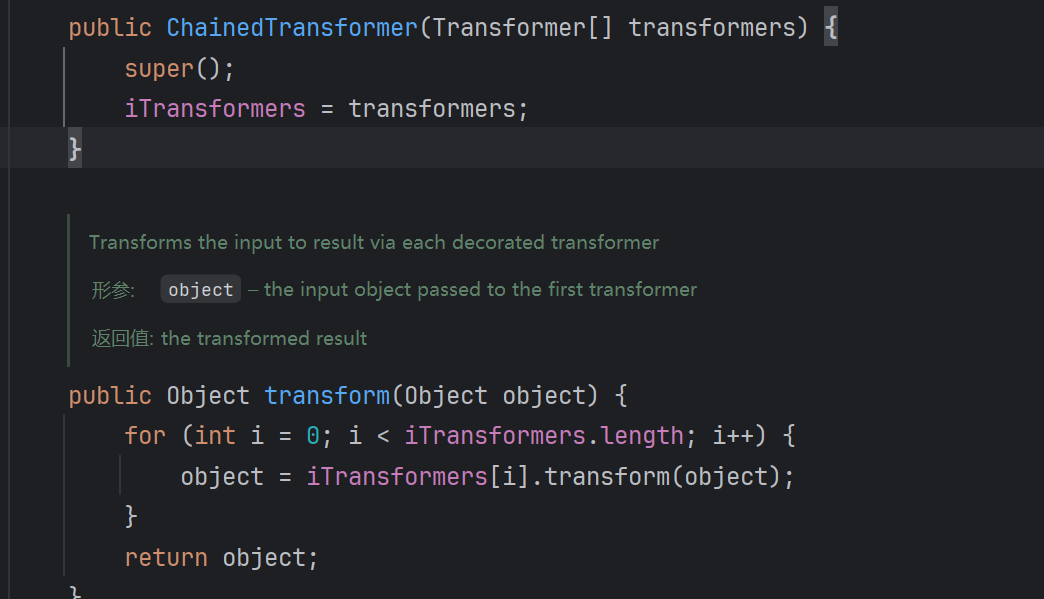 public ChainedTransformer(Transformer[] transformers) {
super();
iTransformers = transformers;
}
Transforms the input to result via each decorated transformer
形参: object – the input object passed to the first transformer
返回值: the transformed result
public Object transform(Object object) {
for (int i = 0; i < iTransformers.length; i++) {
object = iTransformers[i].transform(object);
}
return object;
}